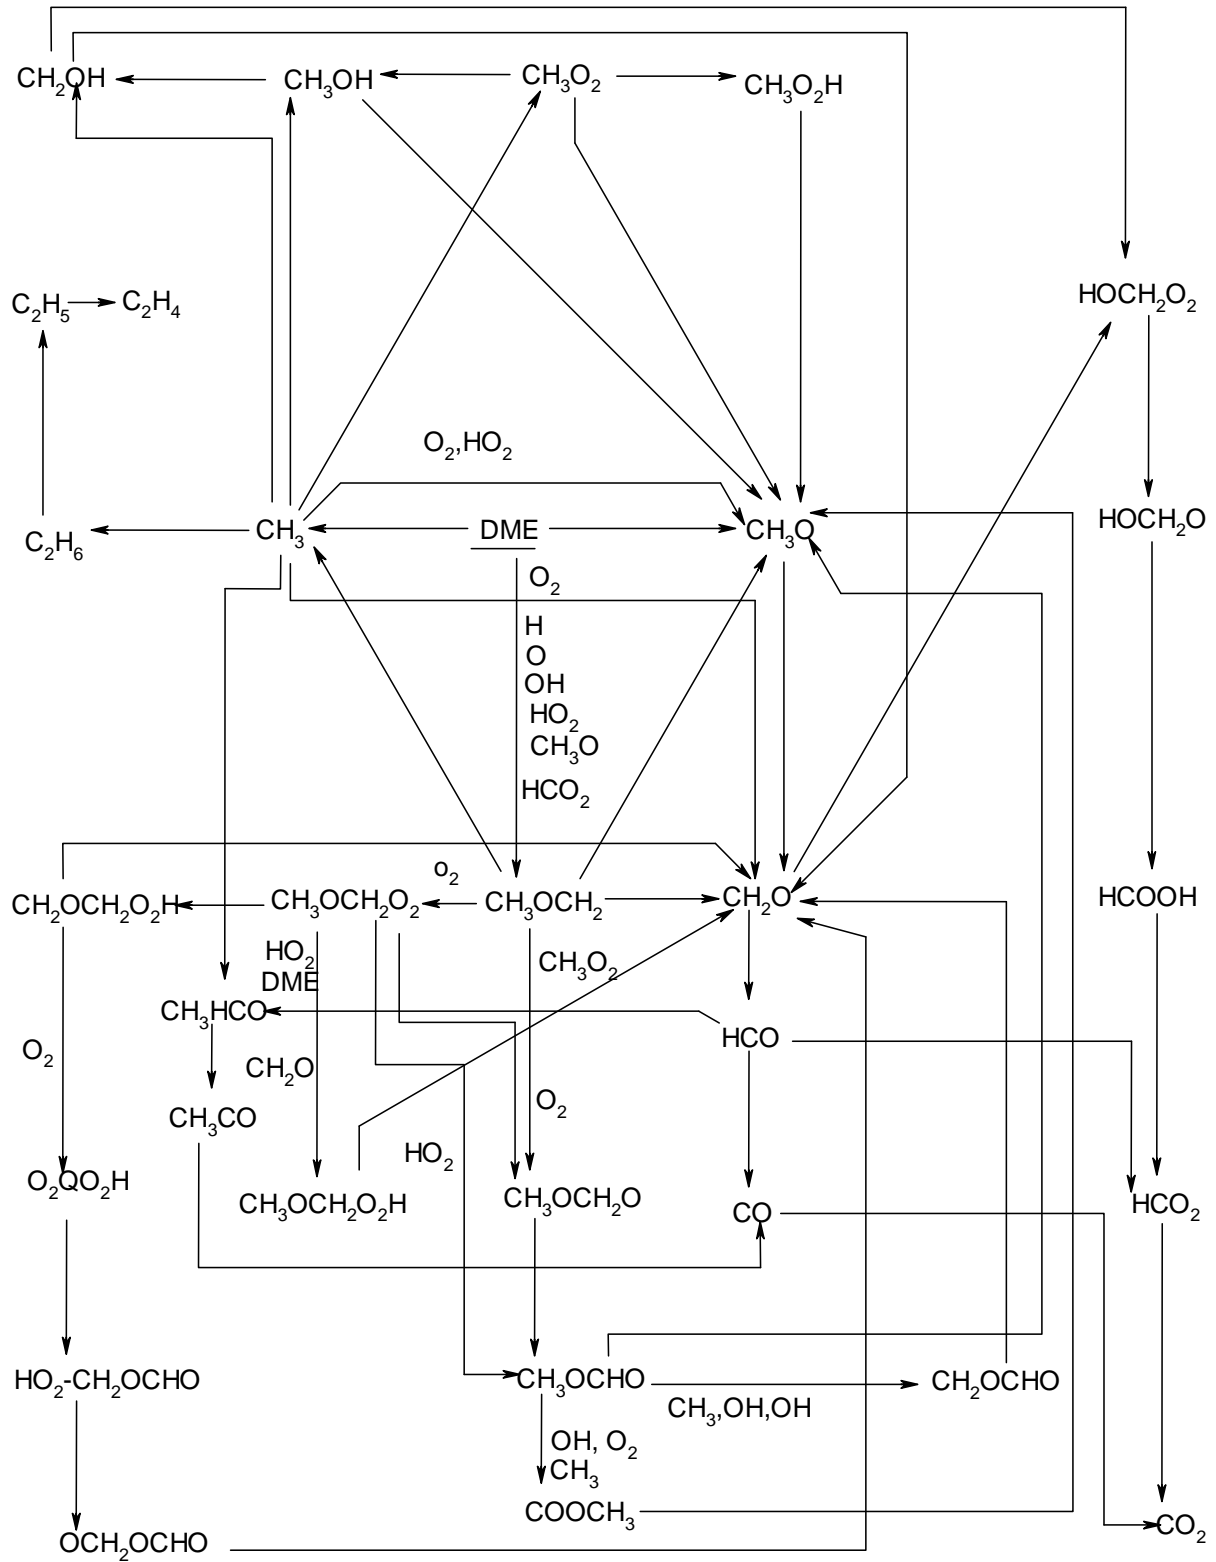 CH₂OH
CH₃OH
CH₃O₂
CH₃O₂H
C₂H₅
C₂H₄
HOCH₂O₂
O₂,HO₂
C₂H₆
CH₃
DME
CH₃O
HOCH₂O
O₂
H
O
OH
HO₂
CH₃O
HCO₂
o₂
CH₂OCH₂O₂H
CH₃OCH₂O₂
CH₃OCH₂
CH₂O
HCOOH
HO₂
DME
CH₃O₂
CH₃HCO
HCO
O₂
CH₂O
CH₃CO
O₂
HO₂
O₂QO₂H
CH₃OCH₂O₂H
CH₃OCH₂O
CO
HCO₂
HO₂-CH₂OCHO
CH₃OCHO
CH₂OCHO
CH₃,OH,OH
OH, O₂
CH₃
COOCH₃
CO₂
OCH₂OCHO